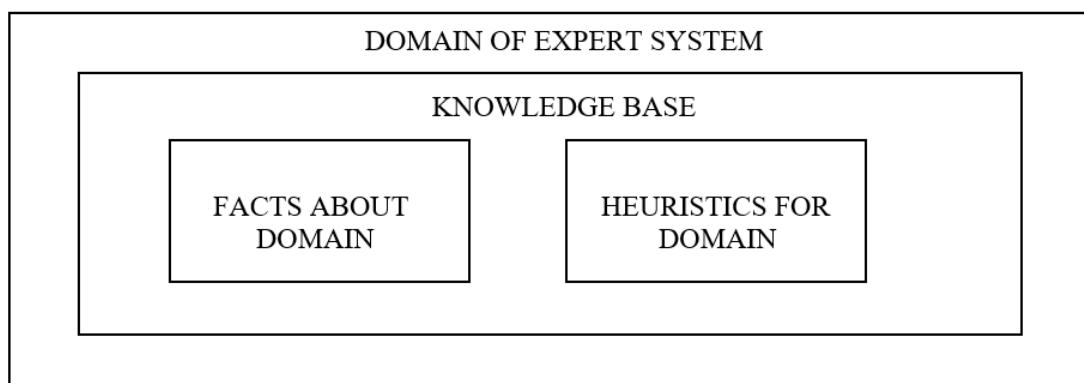 DOMAIN OF EXPERT SYSTEM
KNOWLEDGE BASE
FACTS ABOUT
DOMAIN
HEURISTICS FOR
DOMAIN